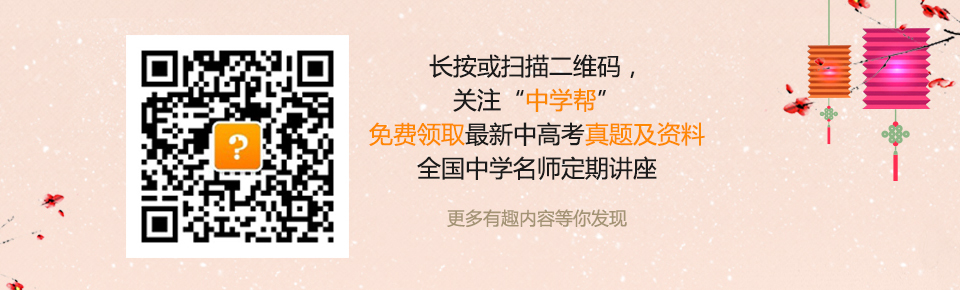 长按或扫描二维码，
关注“中学帮”
免费领取最新中高考真题及资料
全国中学名师定期讲座
更多有趣内容等你发现
?